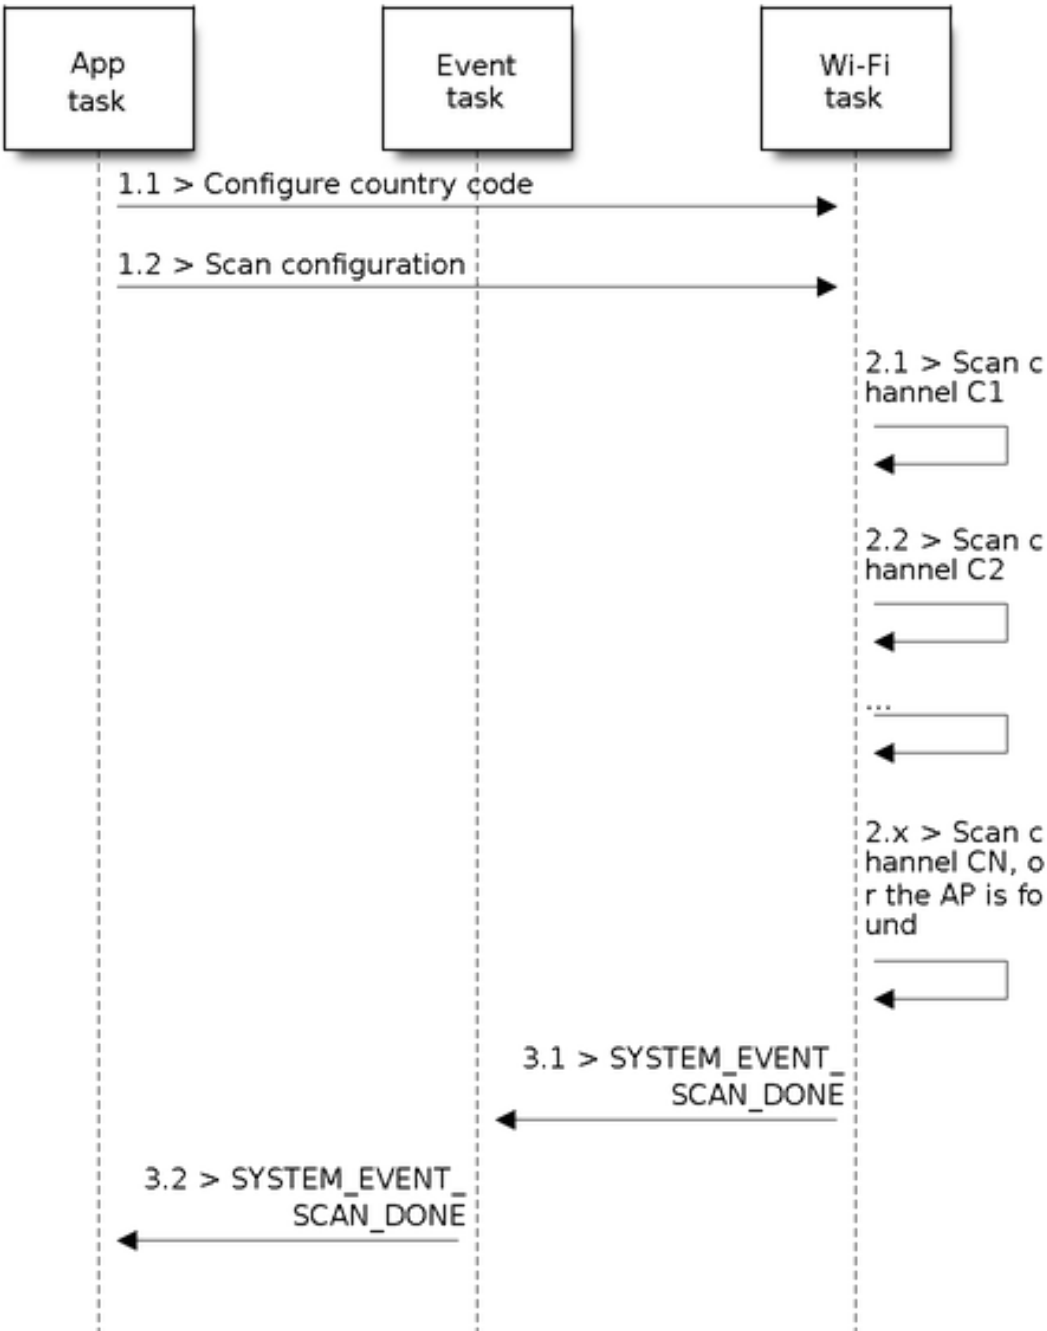 App
task
Event
task
Wi-Fi
task
1.1 > Configure country code
1.2 > Scan configuration
2.1 > Scan c
hannel C1
2.2 > Scan c
hannel C2
...
2.x > Scan c
hannel CN, o
r the AP is fo
und
3.1 > SYSTEM_EVENT_
SCAN_DONE
3.2 > SYSTEM_EVENT_
SCAN_DONE